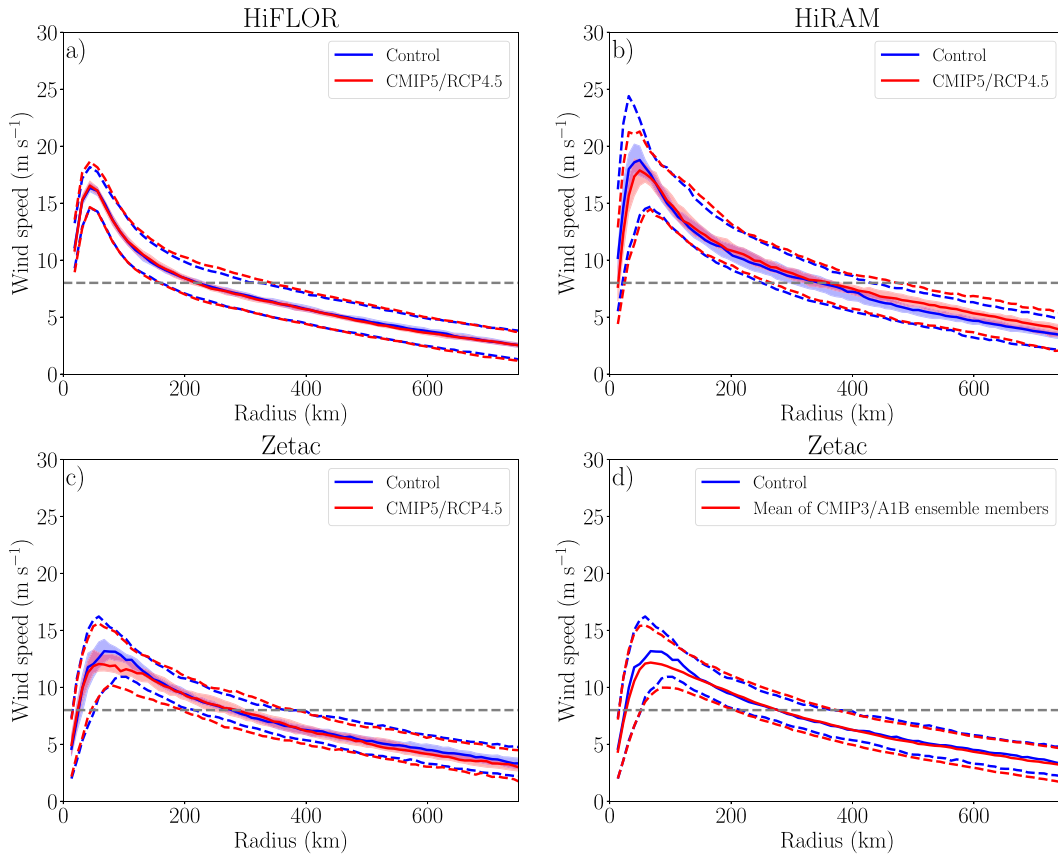 HiFLOR
a)
Control
CMIP5/RCP4.5
30
25
20
15
10
5
0
Wind speed (m s⁻¹)
0 200 400 600
Radius (km)
HiRAM
b)
Control
CMIP5/RCP4.5
30
25
20
15
10
5
0
Wind speed (m s⁻¹)
0 200 400 600
Radius (km)
Zetac
c)
Control
CMIP5/RCP4.5
30
25
20
15
10
5
0
Wind speed (m s⁻¹)
0 200 400 600
Radius (km)
Zetac
d)
Control
Mean of CMIP3/A1B ensemble members
30
25
20
15
10
5
0
Wind speed (m s⁻¹)
0 200 400 600
Radius (km)